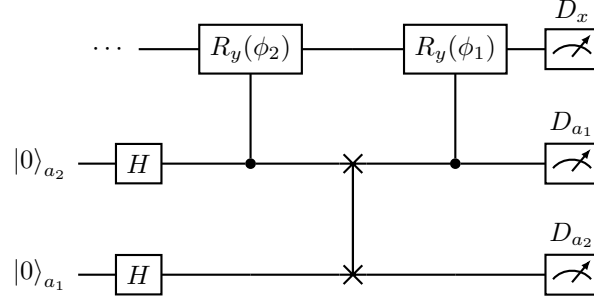 D_x
⋯ R_y(ϕ_2) R_y(ϕ_1)
D_{a_1}
|0⟩_{a_2} H
D_{a_2}
|0⟩_{a_1} H